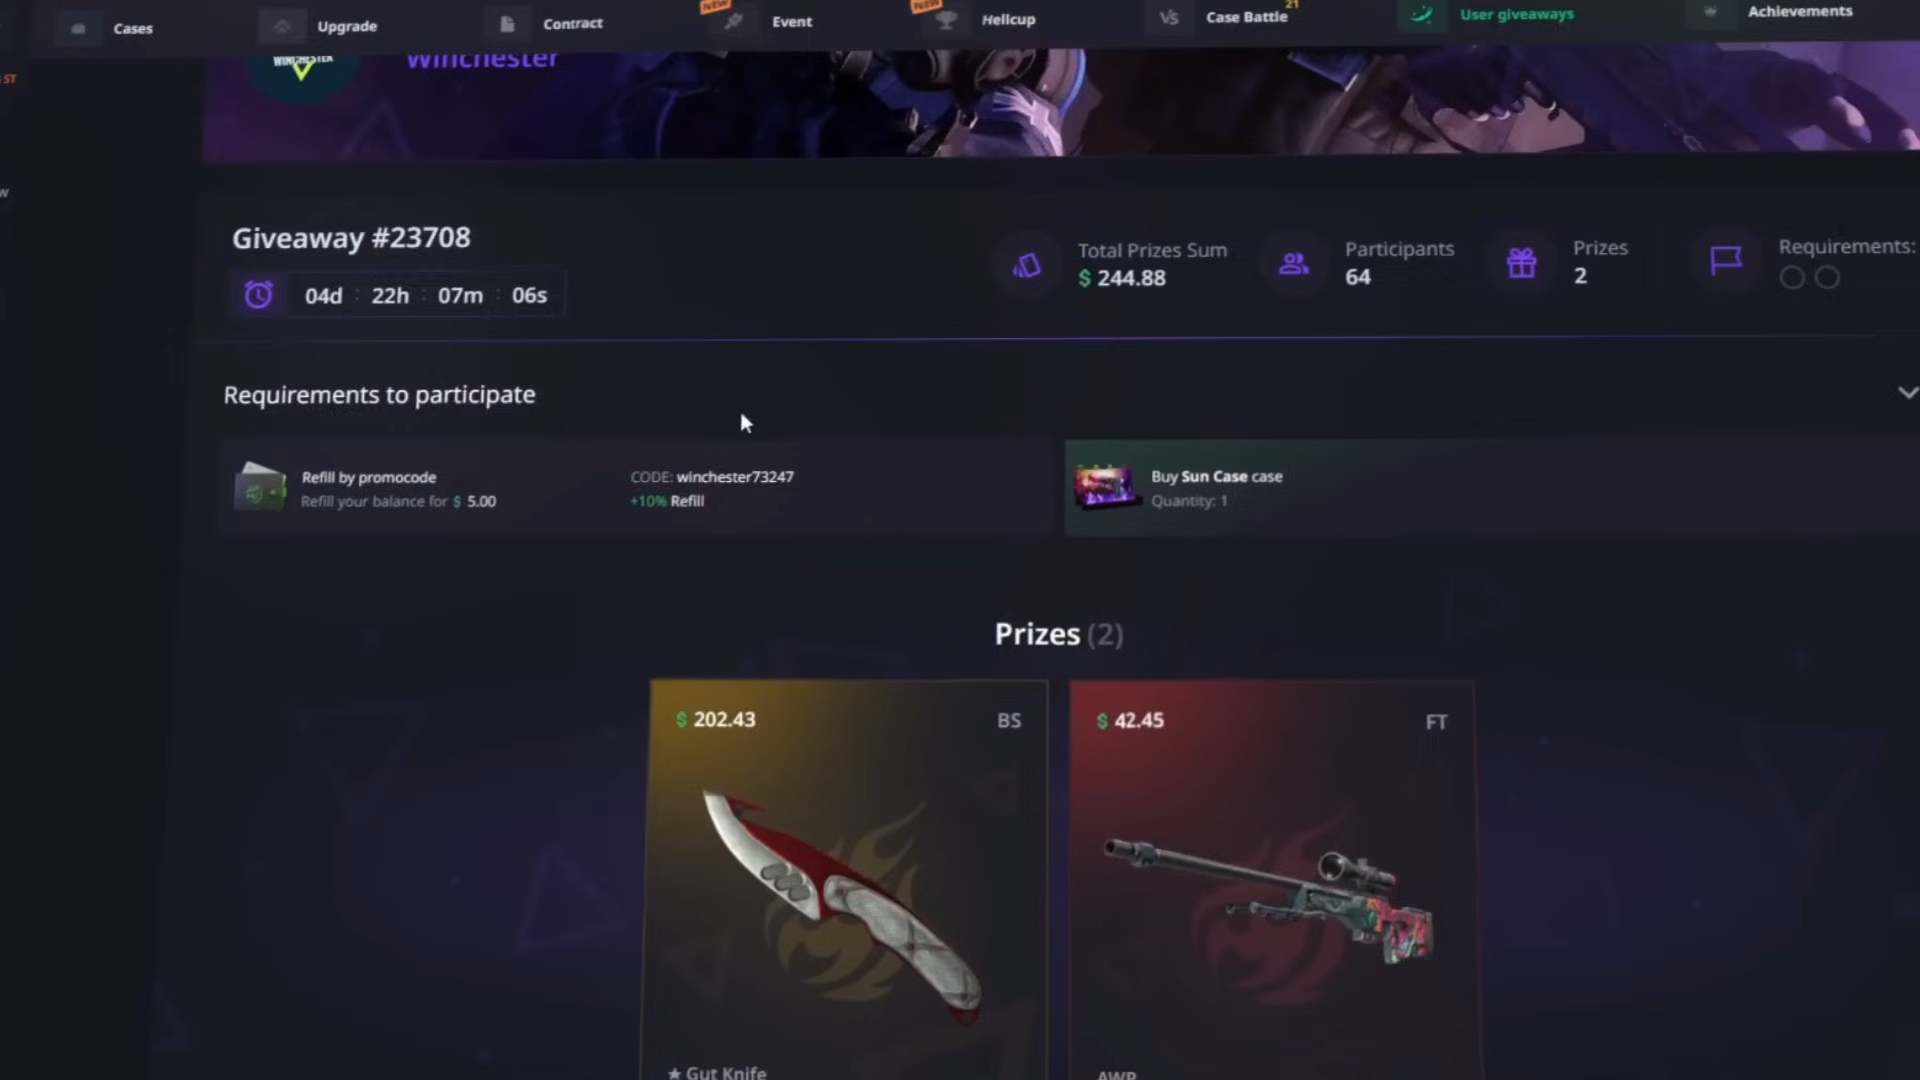 Cases
Upgrade
Contract
NEW
Event
NEW
Hellcup
VS
Case Battle
21
User giveaways
Achievements
ST
WINCHESTER
Winchester
w
Giveaway #23708
04d : 22h : 07m : 06s
Total Prizes Sum
$ 244.88
Participants
64
Prizes
2
Requirements:
Requirements to participate
Refill by promocode
Refill your balance for $ 5.00
CODE: winchester73247
+10% Refill
Buy Sun Case case
Quantity: 1
Prizes (2)
$ 202.43
BS
$ 42.45
FT
★ Gut Knife
AWP